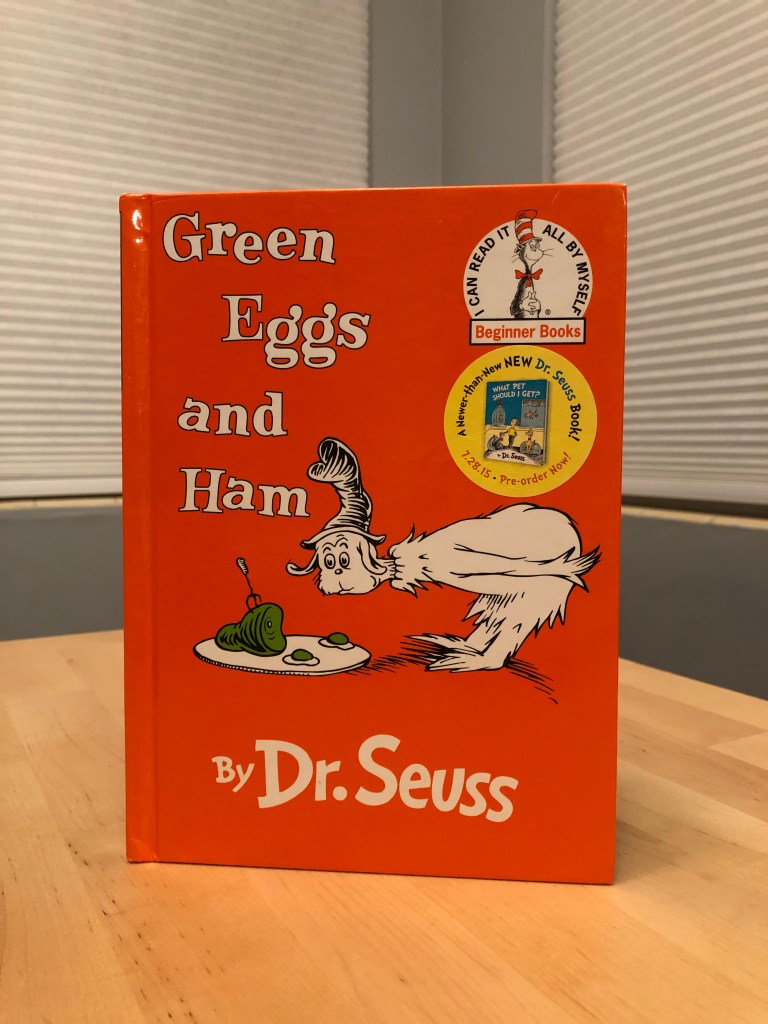 Green
Eggs
and
Ham
I CAN READ IT ALL BY MYSELF
®
Beginner Books
A Newer-than-New NEW Dr. Seuss Book!
WHAT PET
SHOULD I GET?
By Dr. Seuss
7.28.15 • Pre-order Now!
By Dr. Seuss